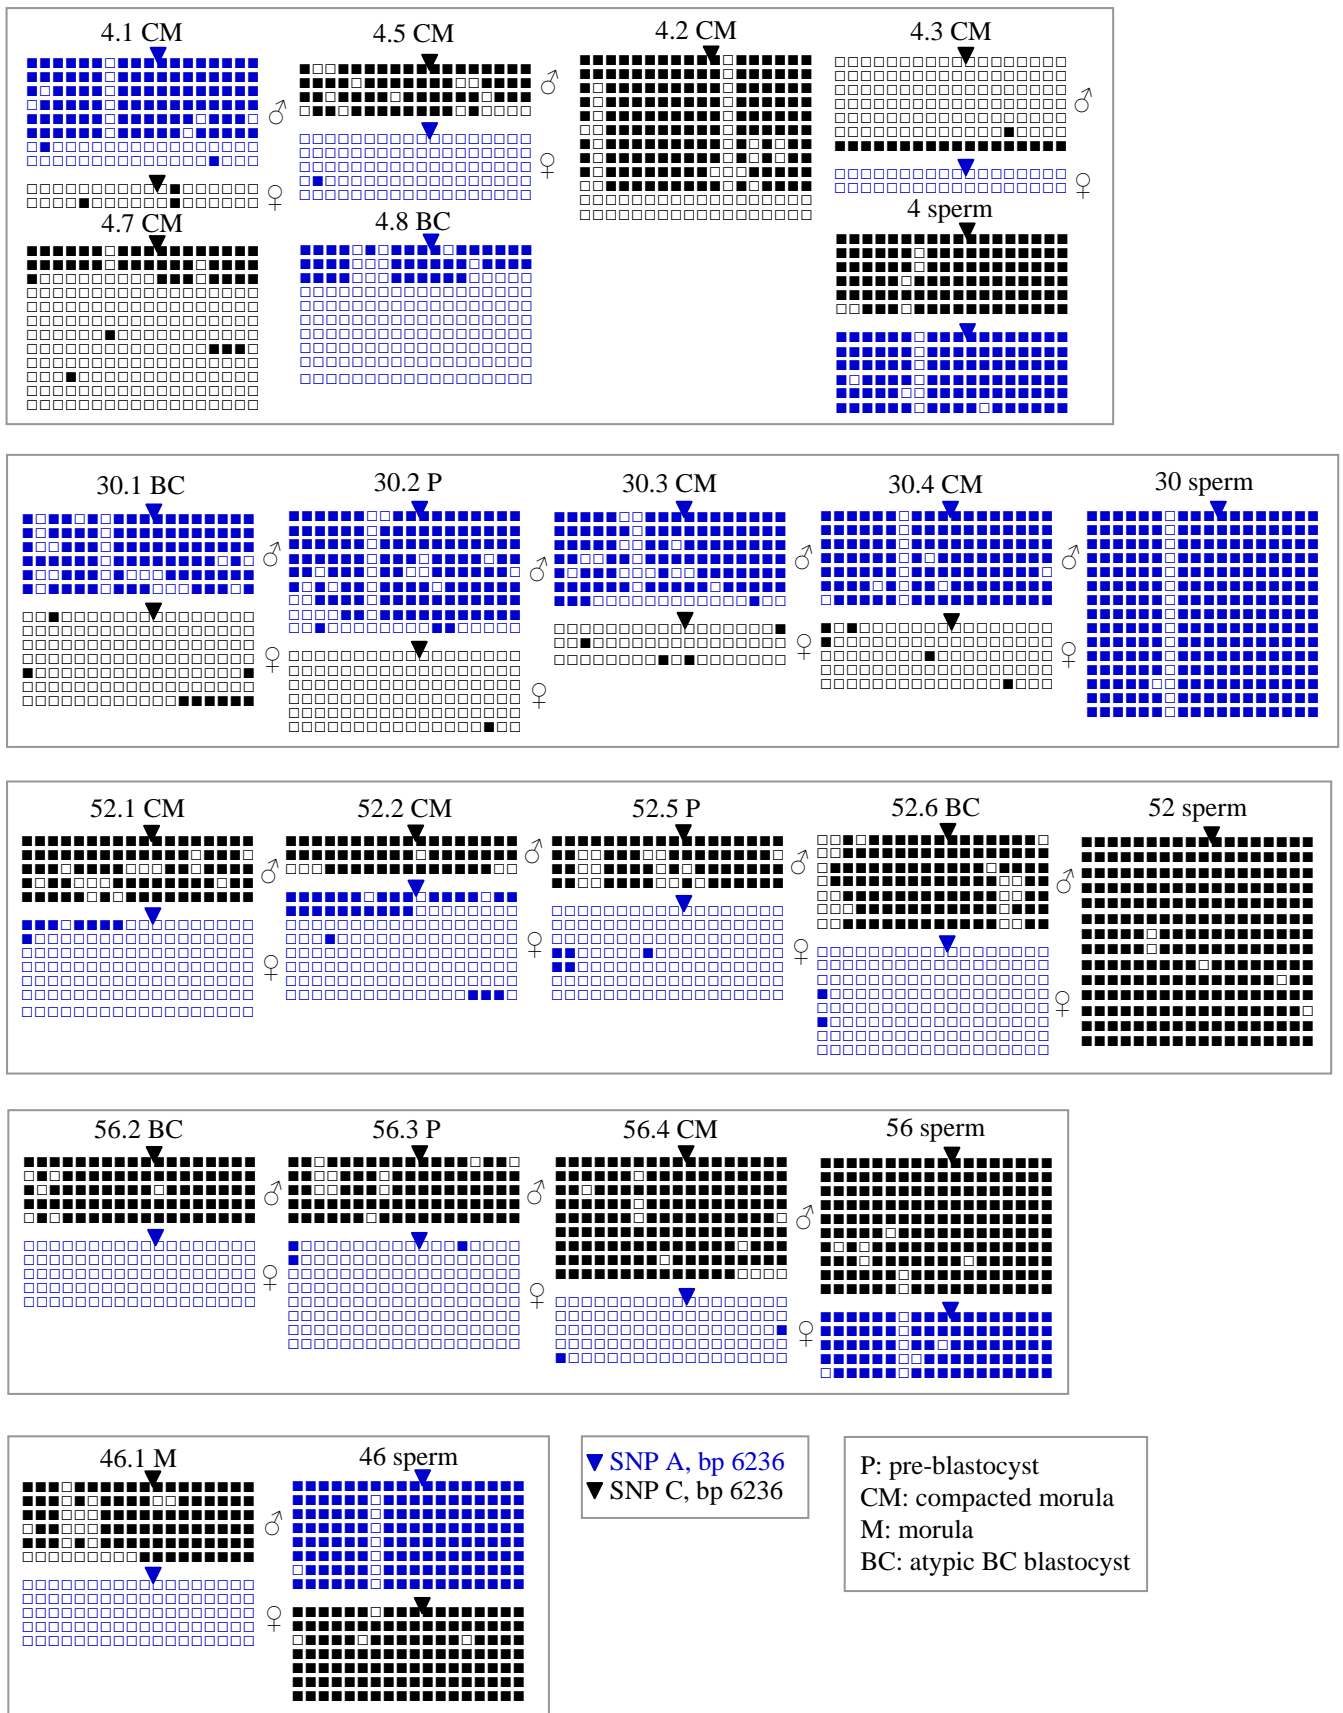 4.1 CM
4.5 CM
4.2 CM
4.3 CM
♂
♂
♂
♀
♀
♀
4.7 CM
4.8 BC
4 sperm
30.1 BC
30.2 P
30.3 CM
30.4 CM
30 sperm
♂
♂
♂
♂
♀
♀
♀
♀
52.1 CM
52.2 CM
52.5 P
52.6 BC
52 sperm
♂
♂
♂
♂
♀
♀
♀
♀
56.2 BC
56.3 P
56.4 CM
56 sperm
♂
♂
♂
♀
♀
♀
46.1 M
46 sperm
♂
♀
SNP A, bp 6236
SNP C, bp 6236
P: pre-blastocyst
CM: compacted morula
M: morula
BC: atypic BC blastocyst